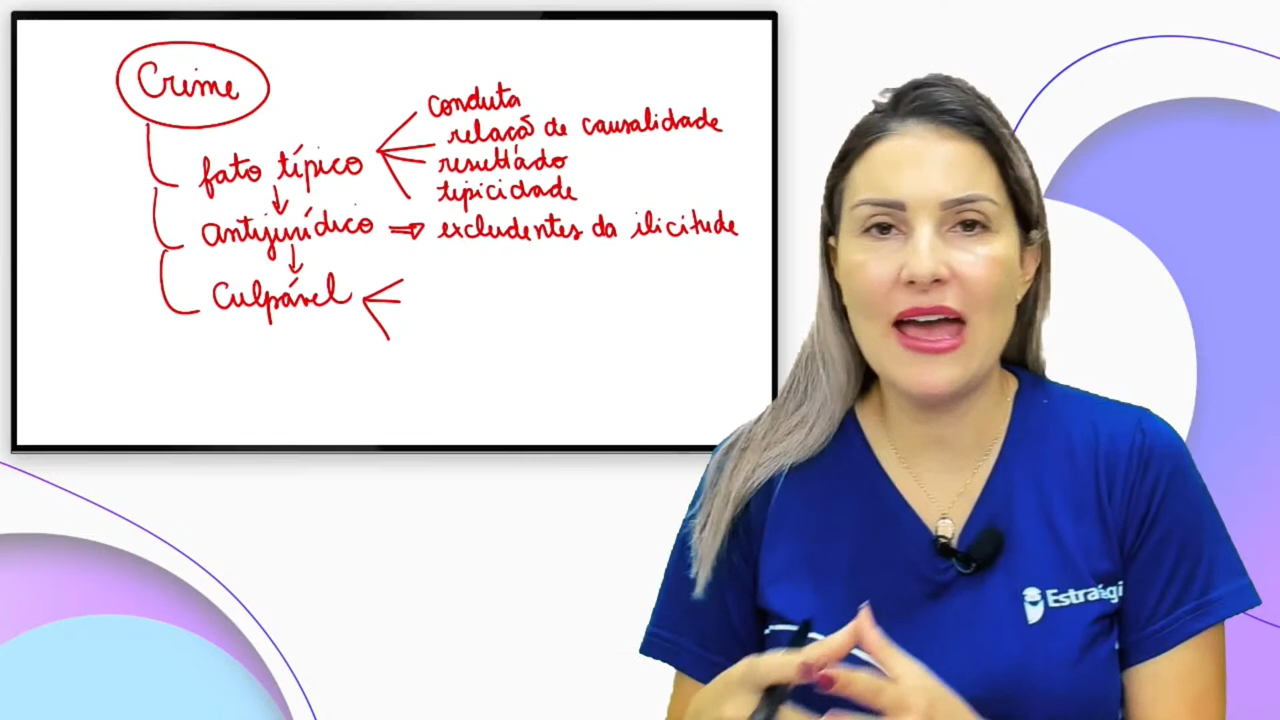 Crime
fato típico
conduta
relação de causalidade
resultado
tipicidade
antijurídico ⇒ excludentes da ilicitude
culpável
Estratégi